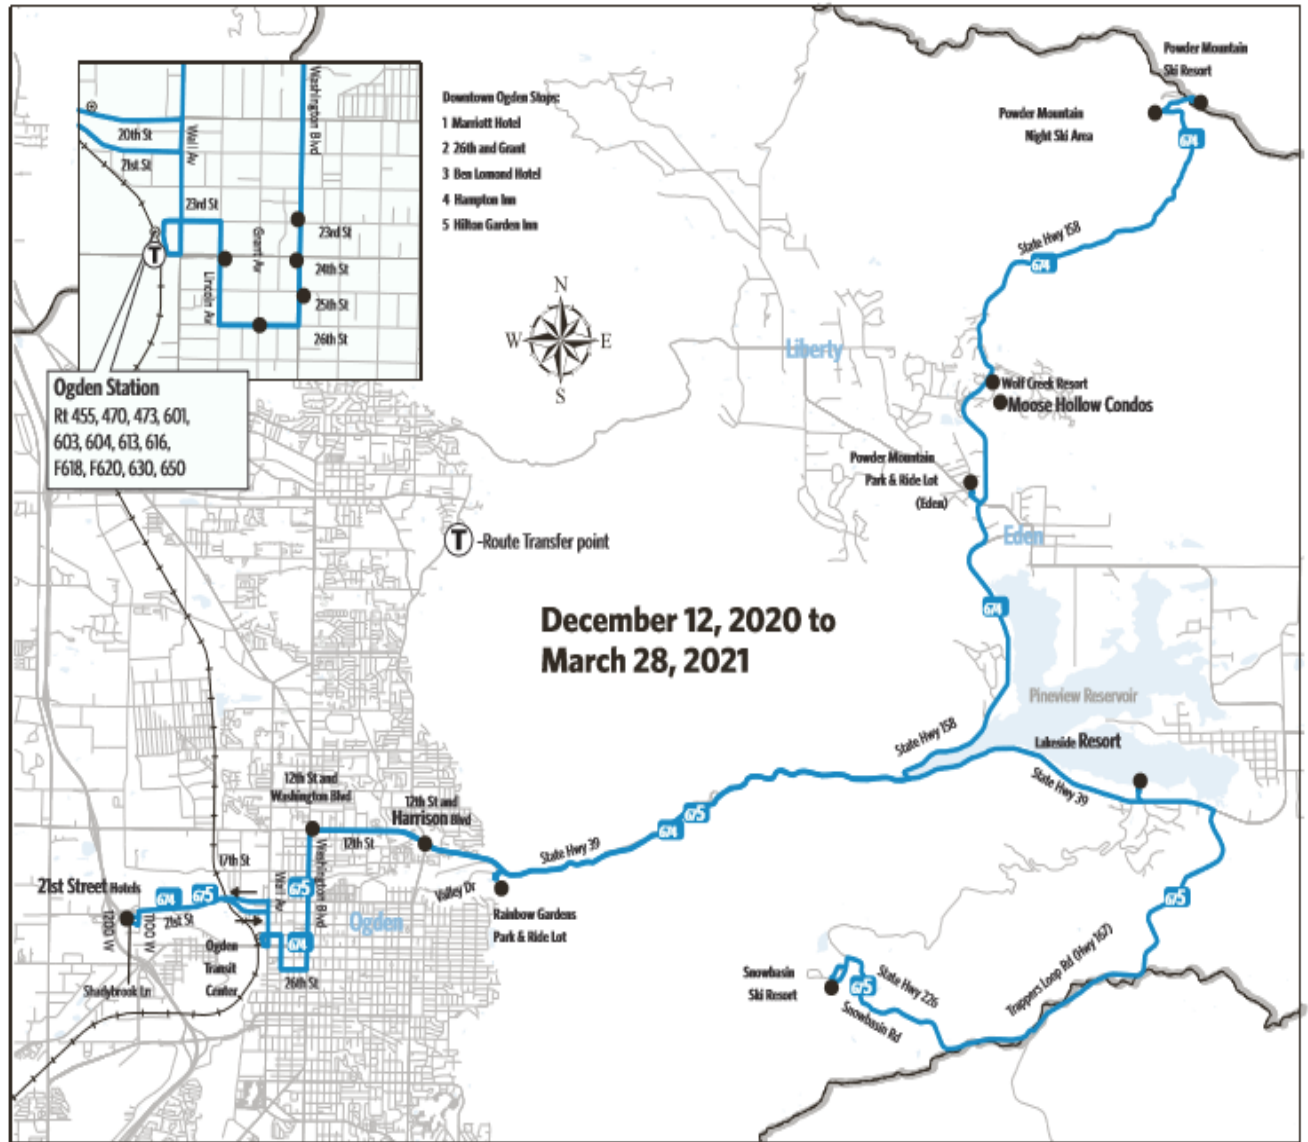 Powder Mountain
Ski Resort
Powder Mountain
Night Ski Area
674
State Hwy 158
674
Washington Blvd
20th St
Wall Av
21st St
23rd St
Grant Av
23rd St
24th St
Lincoln Av
25th St
26th St
T
Downtown Ogden Stops:
1 Marriott Hotel
2 26th and Grant
3 Ben Lomond Hotel
4 Hampton Inn
5 Hilton Garden Inn
N
W
E
S
Liberty
Wolf Creek Resort
Moose Hollow Condos
Ogden Station
Rt 455, 470, 473, 601,
603, 604, 613, 616,
F618, F620, 630, 650
Powder Mountain
Park & Ride Lot
(Eden)
Eden
T -Route Transfer point
674
December 12, 2020 to
March 28, 2021
Pineview Reservoir
State Hwy 158
Lakeside Resort
State Hwy 39
12th St and
Washington Blvd
12th St and
Harrison Blvd
12th St
674
675
State Hwy 39
17th St
Washington Blvd
Wall Av
675
Valley Dr
21st Street Hotels
674
675
21st St
1200 W
1100 W
Ogden
Rainbow Gardens
Park & Ride Lot
675
Ogden
Transit
Center
674
26th St
Shadybrook Ln
Trappers Loop Rd (Hwy 167)
Snowbasin
Ski Resort
675
State Hwy 226
Snowbasin Rd